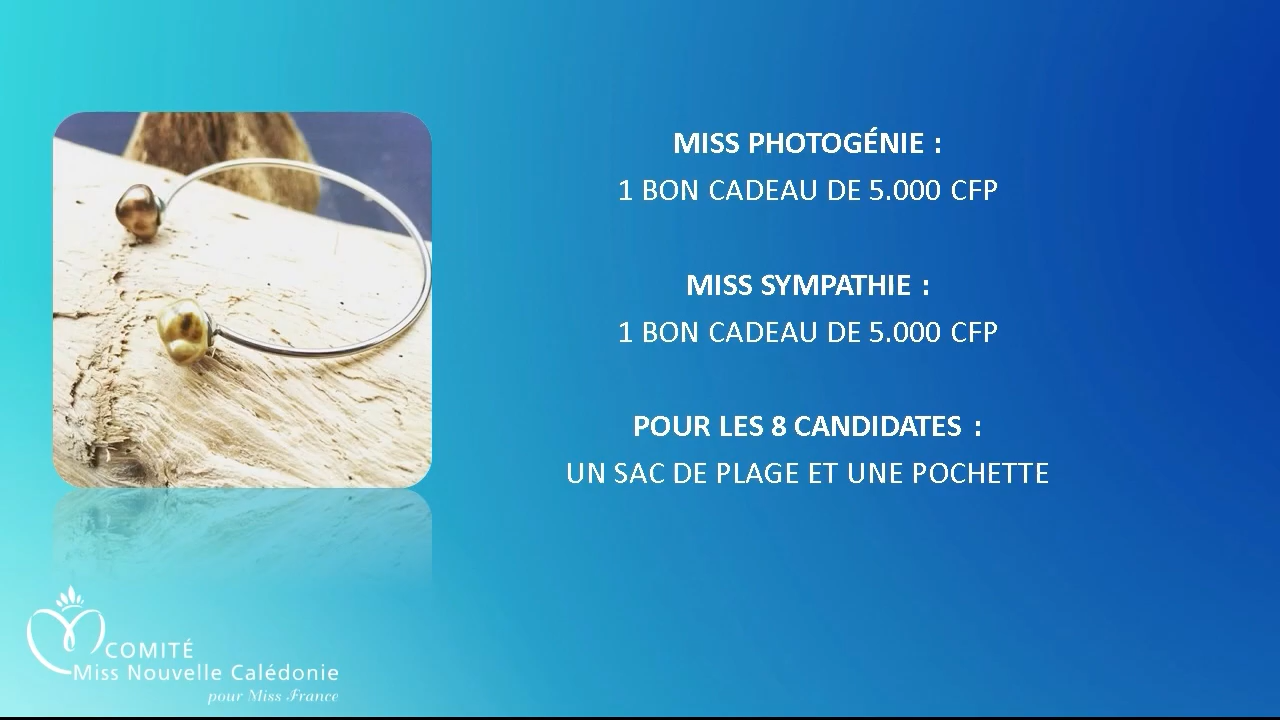 MISS PHOTOGÉNIE :
1 BON CADEAU DE 5.000 CFP
MISS SYMPATHIE :
1 BON CADEAU DE 5.000 CFP
POUR LES 8 CANDIDATES :
UN SAC DE PLAGE ET UNE POCHETTE
COMITÉ
Miss Nouvelle Calédonie
pour Miss France